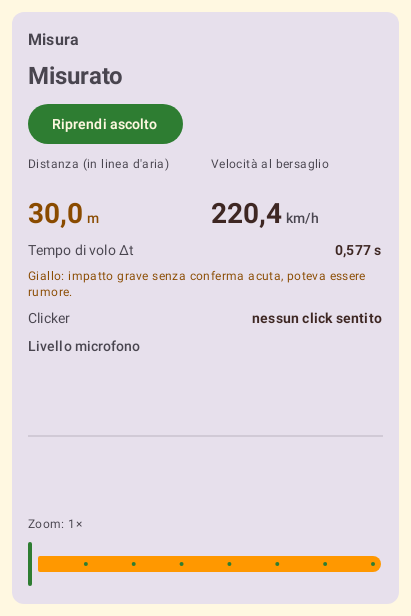 Misura
Misurato
Riprendi ascolto
Distanza (in linea d'aria)
Velocità al bersaglio
30,0 m
220,4 km/h
Tempo di volo Δt
0,577 s
Giallo: impatto grave senza conferma acuta, poteva essere
rumore.
Clicker
nessun click sentito
Livello microfono
Zoom: 1×